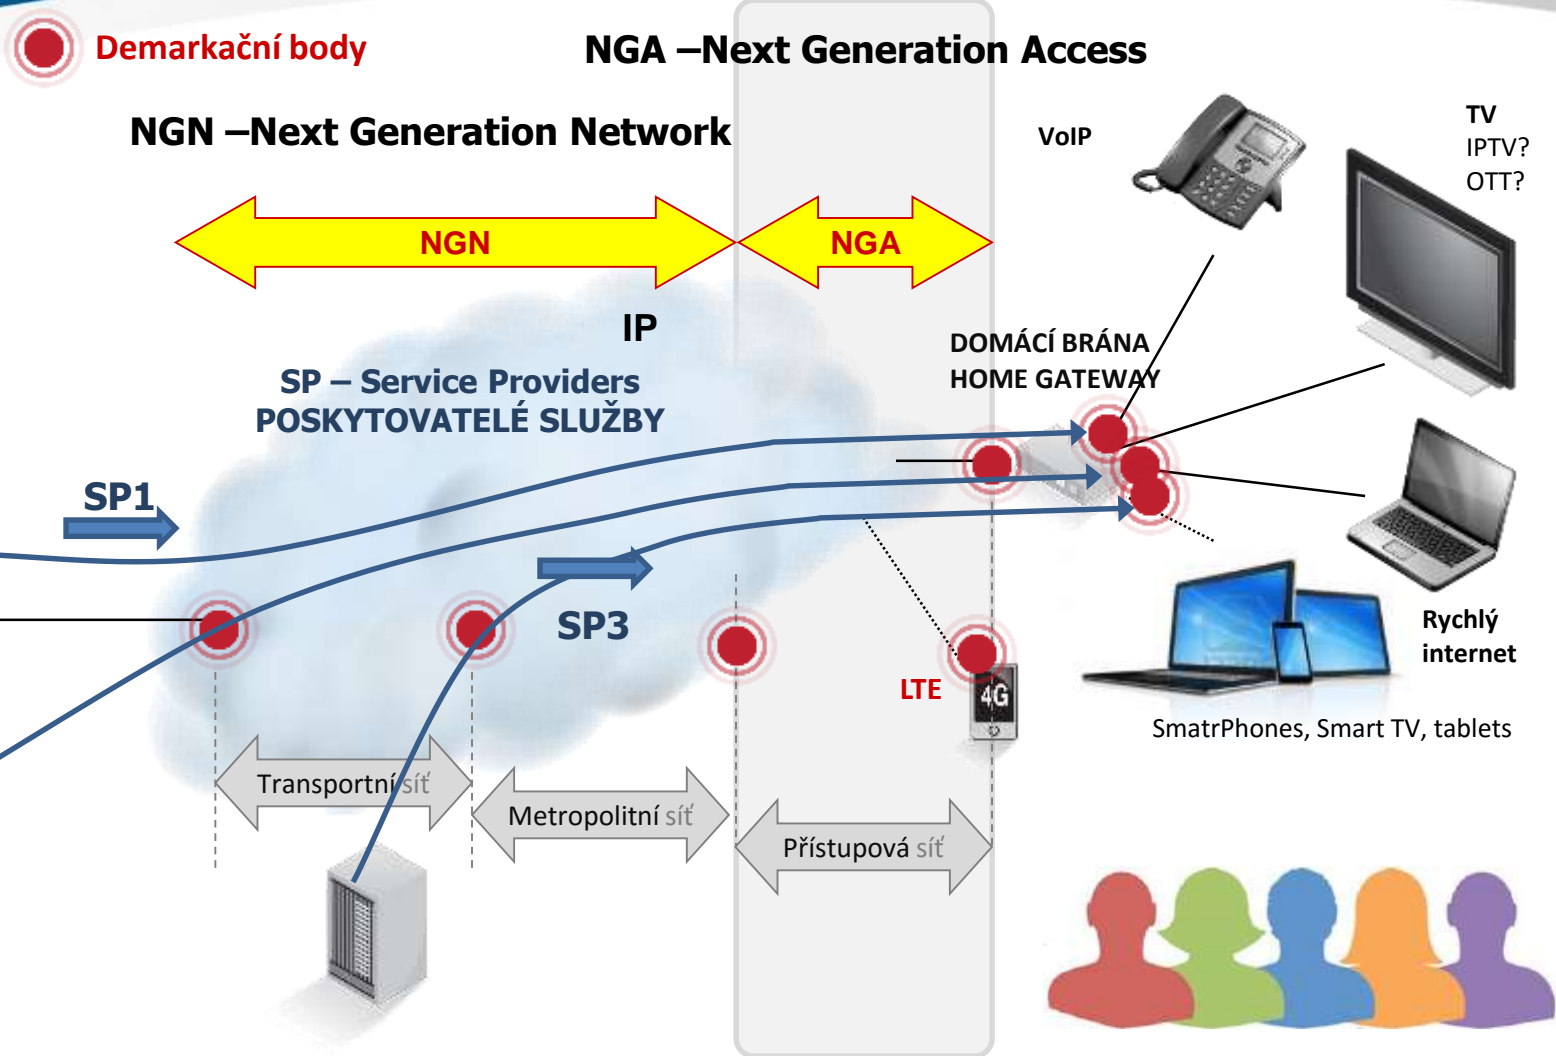 Demarkační body
NGA –Next Generation Access
NGN –Next Generation Network
VoIP
TV
IPTV?
OTT?
NGN
NGA
IP
SP – Service Providers
POSKYTOVATELÉ SLUŽBY
DOMÁCÍ BRÁNA
HOME GATEWAY
SP1
SP3
LTE
4G
Rychlý
internet
SmatrPhones, Smart TV, tablets
Transportní síť
Metropolitní síť
Přístupová síť